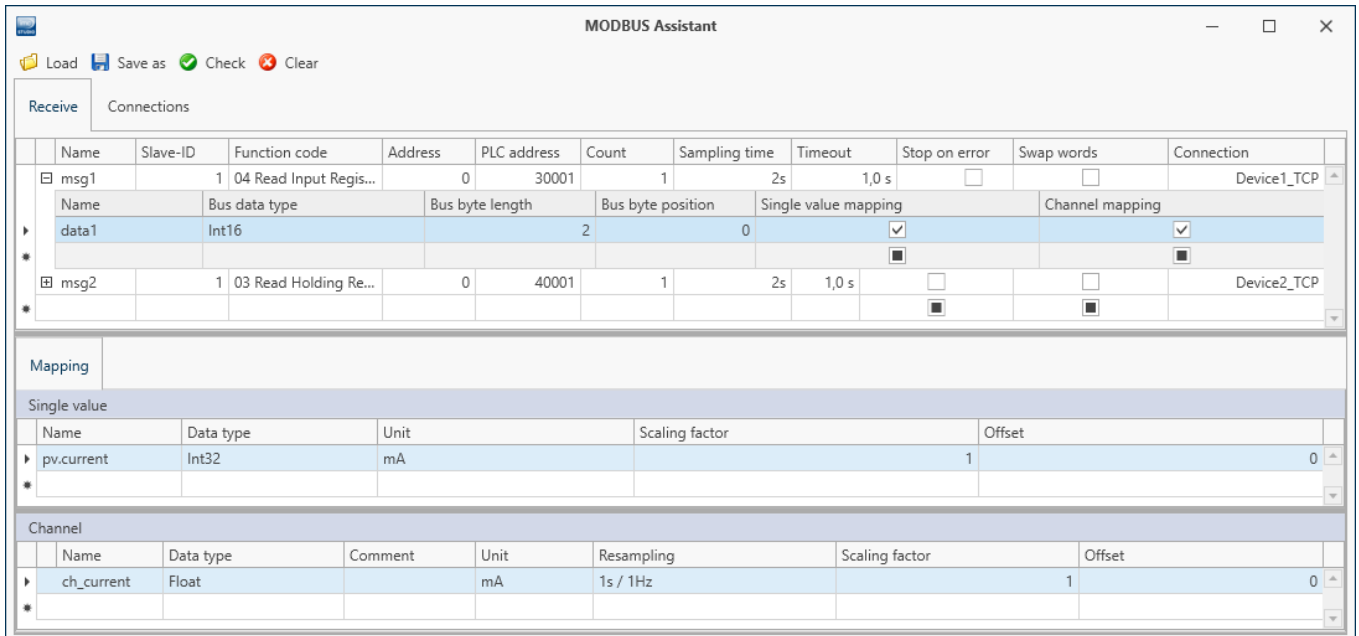 MODBUS Assistant
Load Save as Check Clear
Receive Connections
Name Slave-ID Function code Address PLC address Count Sampling time Timeout Stop on error Swap words Connection
msg1 1 04 Read Input Regis... 0 30001 1 2s 1,0 s Device1_TCP
Name Bus data type Bus byte length Bus byte position Single value mapping Channel mapping
data1 Int16 2 0
msg2 1 03 Read Holding Re... 0 40001 1 2s 1,0 s Device2_TCP
Mapping
Single value
Name Data type Unit Scaling factor Offset
pv.current Int32 mA 1 0
Channel
Name Data type Comment Unit Resampling Scaling factor Offset
ch_current Float mA 1s / 1Hz 1 0